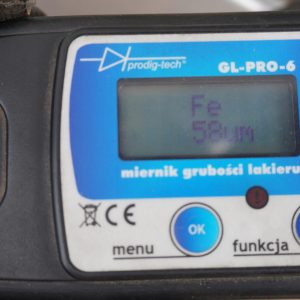 prodig-tech®
GL-PRO-6
Fe
58um
miernik grubości lakieru
CE
OK
menu
funkcja